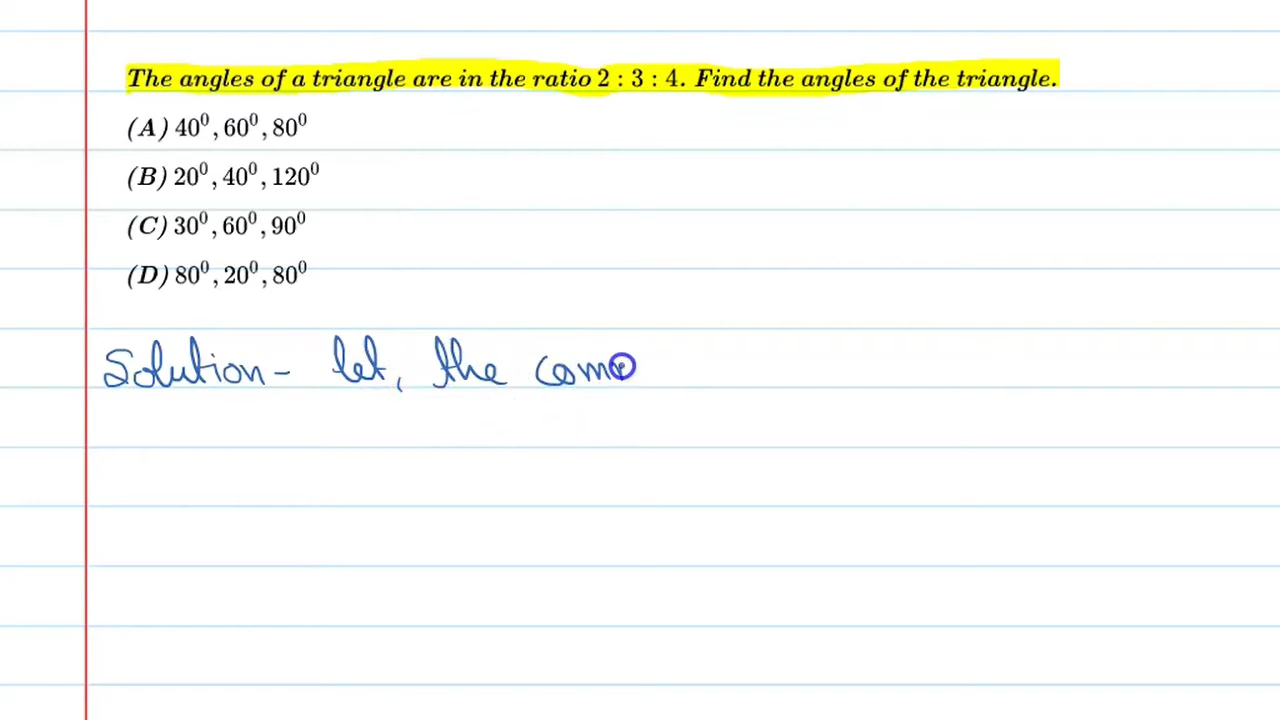 The angles of a triangle are in the ratio 2 : 3 : 4. Find the angles of the triangle.
(A) 40⁰, 60⁰, 80⁰
(B) 20⁰, 40⁰, 120⁰
(C) 30⁰, 60⁰, 90⁰
(D) 80⁰, 20⁰, 80⁰
Solution - let, the